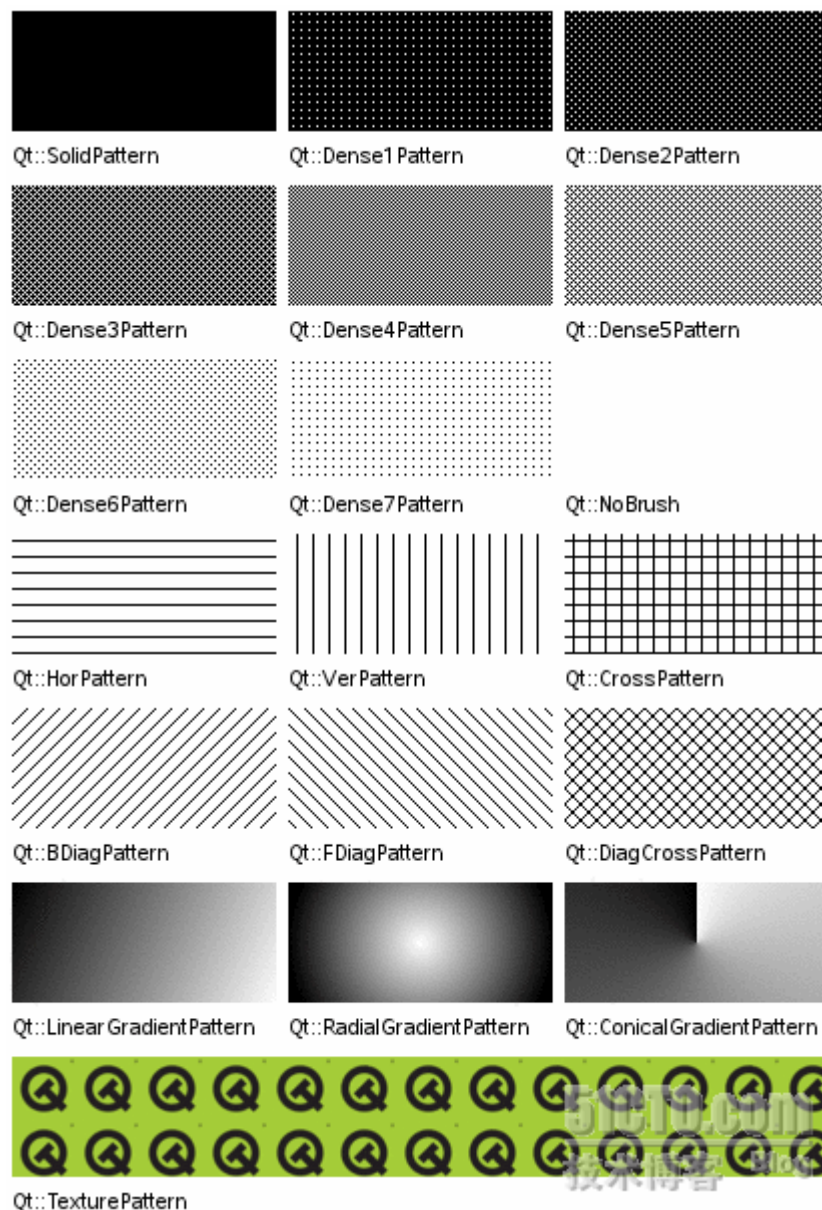 Qt::SolidPattern
Qt::Dense1Pattern
Qt::Dense2Pattern
Qt::Dense3Pattern
Qt::Dense4Pattern
Qt::Dense5Pattern
Qt::Dense6Pattern
Qt::Dense7Pattern
Qt::NoBrush
Qt::HorPattern
Qt::VerPattern
Qt::CrossPattern
Qt::BDiagPattern
Qt::FDiagPattern
Qt::DiagCrossPattern
Qt::LinearGradientPattern
Qt::RadialGradientPattern
Qt::ConicalGradientPattern
51CTO.com
技术博客 Blog
Qt::TexturePattern